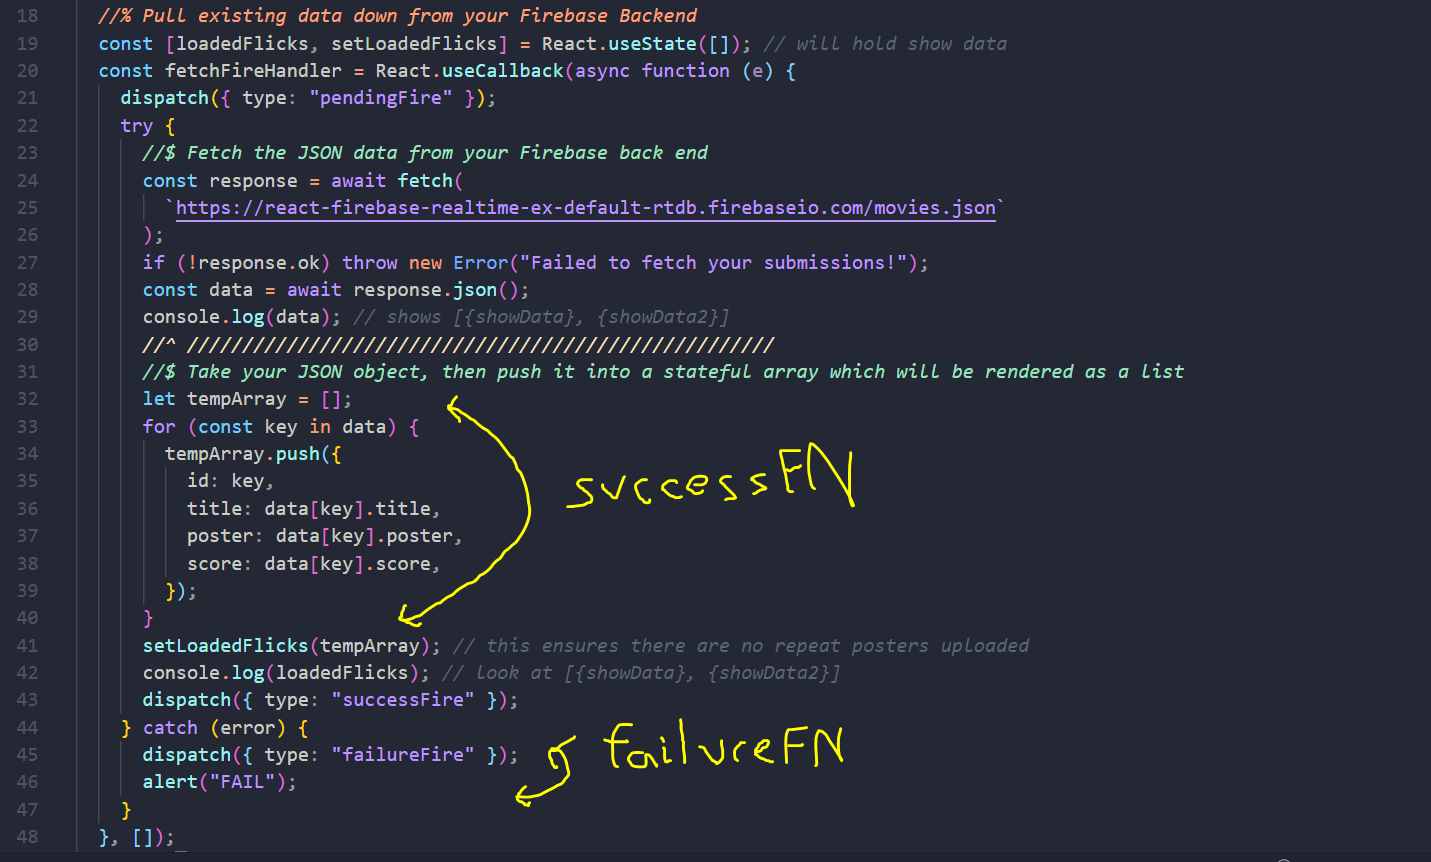 18 //% Pull existing data down from your Firebase Backend
19 const [loadedFlicks, setLoadedFlicks] = React.useState([]); // will hold show data
20 const fetchFireHandler = React.useCallback(async function (e) {
21 dispatch({ type: "pendingFire" });
22 try {
23 //$ Fetch the JSON data from your Firebase back end
24 const response = await fetch(
25 `https://react-firebase-realtime-ex-default-rtdb.firebaseio.com/movies.json`
26 );
27 if (!response.ok) throw new Error("Failed to fetch your submissions!");
28 const data = await response.json();
29 console.log(data); // shows [{showData}, {showData2}]
30 //^ /////////////////////////////////////////////////////
31 //$ Take your JSON object, then push it into a stateful array which will be rendered as a list
32 let tempArray = [];
33 for (const key in data) {
34 tempArray.push({
35 id: key,
successFN
36 title: data[key].title,
37 poster: data[key].poster,
38 score: data[key].score,
39 });
40 }
41 setLoadedFlicks(tempArray); // this ensures there are no repeat posters uploaded
42 console.log(loadedFlicks); // look at [{showData}, {showData2}]
43 dispatch({ type: "successFire" });
44 } catch (error) {
failureFN
45 dispatch({ type: "failureFire" });
46 alert("FAIL");
47 }
48 }, []);